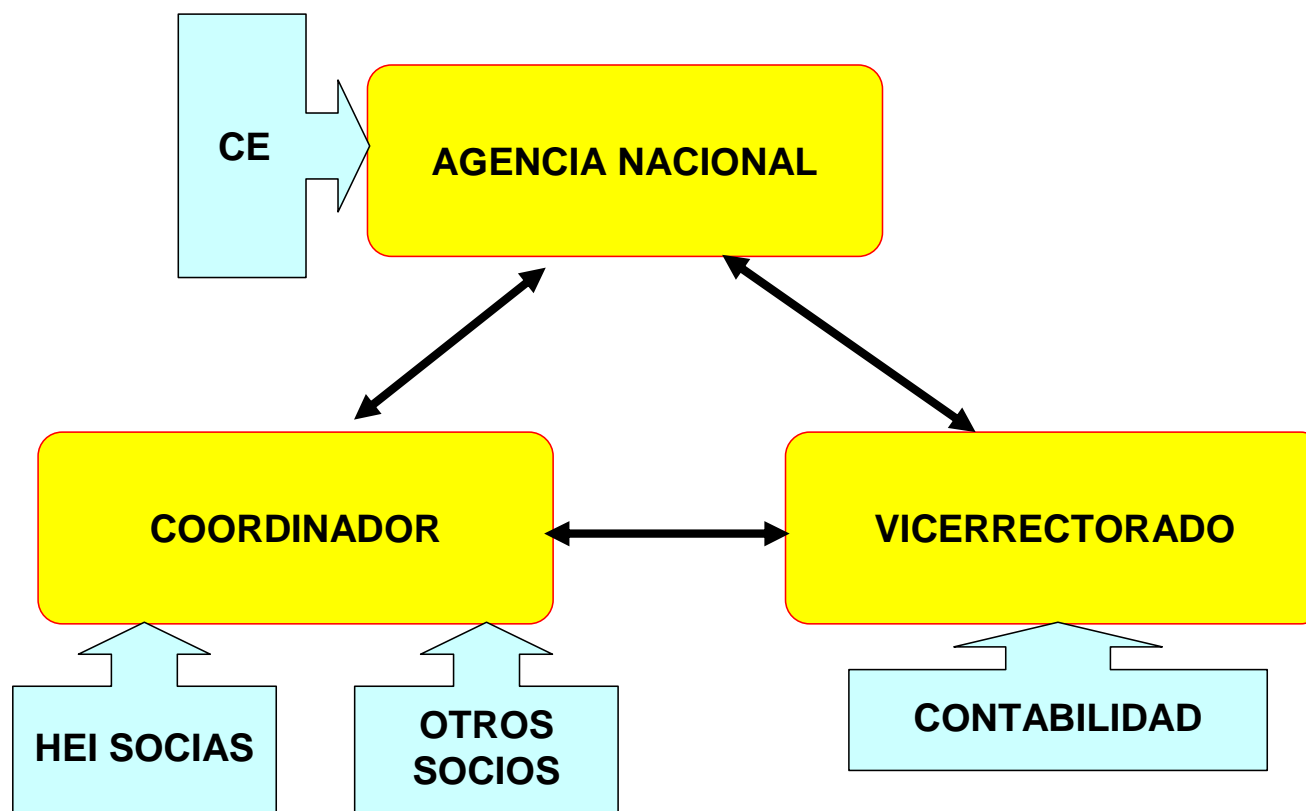 CE
AGENCIA NACIONAL
COORDINADOR
VICERRECTORADO
HEI SOCIAS
OTROS
SOCIOS
CONTABILIDAD